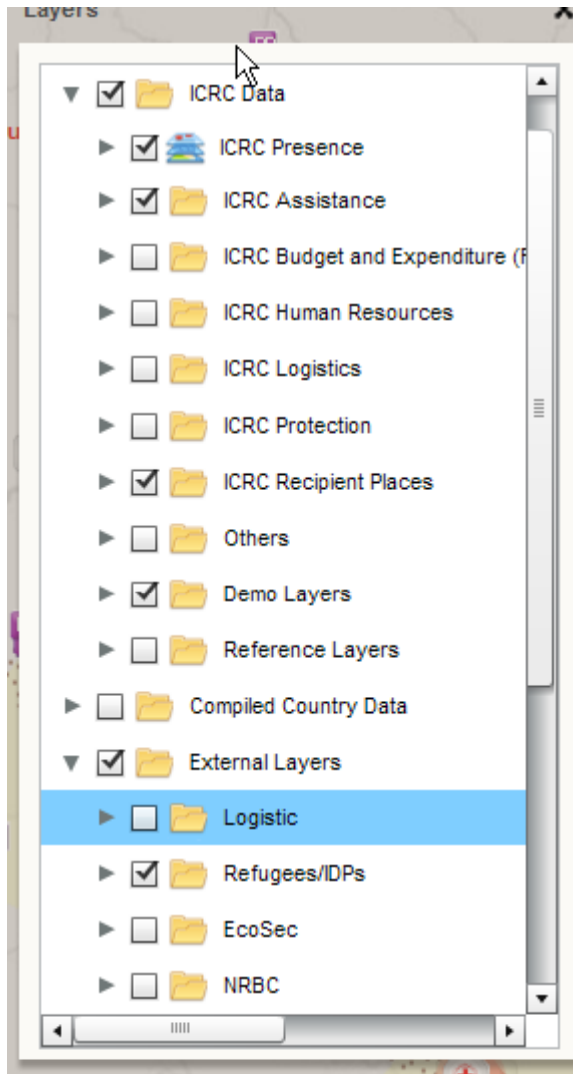 Layers
ICRC Data
ICRC Presence
ICRC Assistance
ICRC Budget and Expenditure (F
ICRC Human Resources
ICRC Logistics
ICRC Protection
ICRC Recipient Places
Others
Demo Layers
Reference Layers
Compiled Country Data
External Layers
Logistic
Refugees/IDPs
EcoSec
NRBC